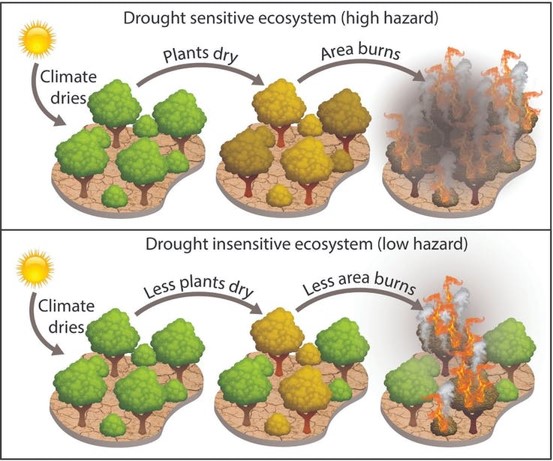 Drought sensitive ecosystem (high hazard)
Climate
dries
Plants dry
Area burns
Drought insensitive ecosystem (low hazard)
Climate
dries
Less plants dry
Less area burns